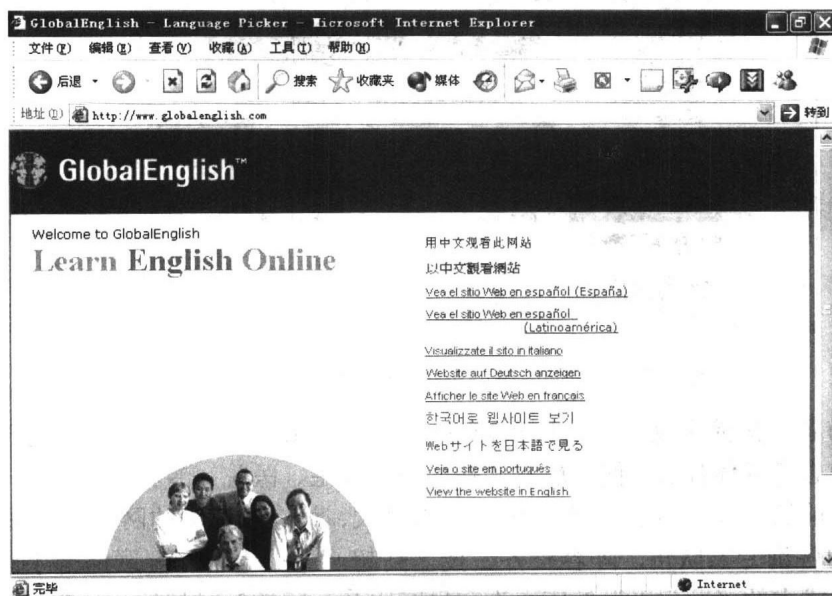 GlobalEnglish - Language Picker - Microsoft Internet Explorer
文件(F) 编辑(E) 查看(V) 收藏(A) 工具(T) 帮助(H)
后退 搜索 收藏夹 媒体
地址(D) http://www.globalenglish.com 转到
GlobalEnglish™
Welcome to GlobalEnglish
Learn English Online
用中文观看此网站
以中文觀看網站
Vea el sitio Web en español (España)
Vea el sitio Web en español
(Latinoamérica)
Visualizzate il sito in italiano
Website auf Deutsch anzeigen
Afficher le site Web en français
한국어로 웹사이트 보기
Webサイトを日本語で見る
Veja o site em português
View the website in English
完毕 Internet